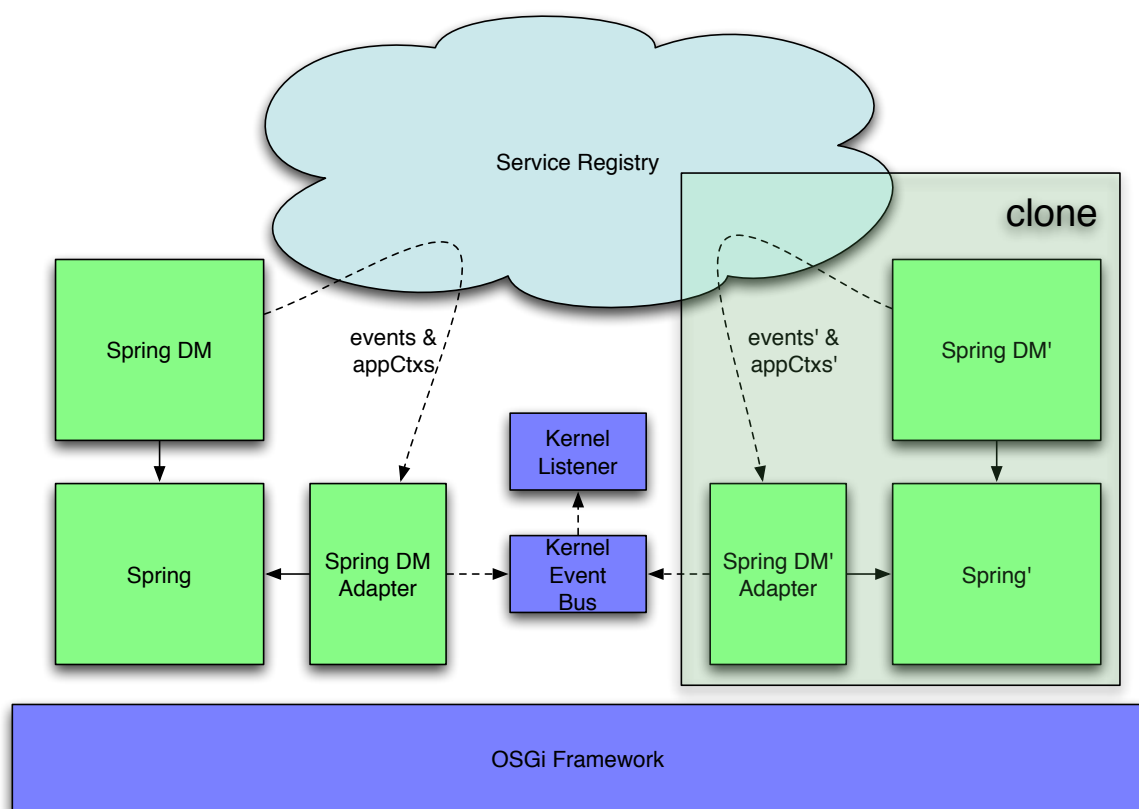 Service Registry
clone
Spring DM
events &
appCtxs
events' &
appCtxs'
Spring DM'
Kernel
Listener
Spring
Spring DM
Adapter
Kernel
Event
Bus
Spring DM'
Adapter
Spring'
OSGi Framework